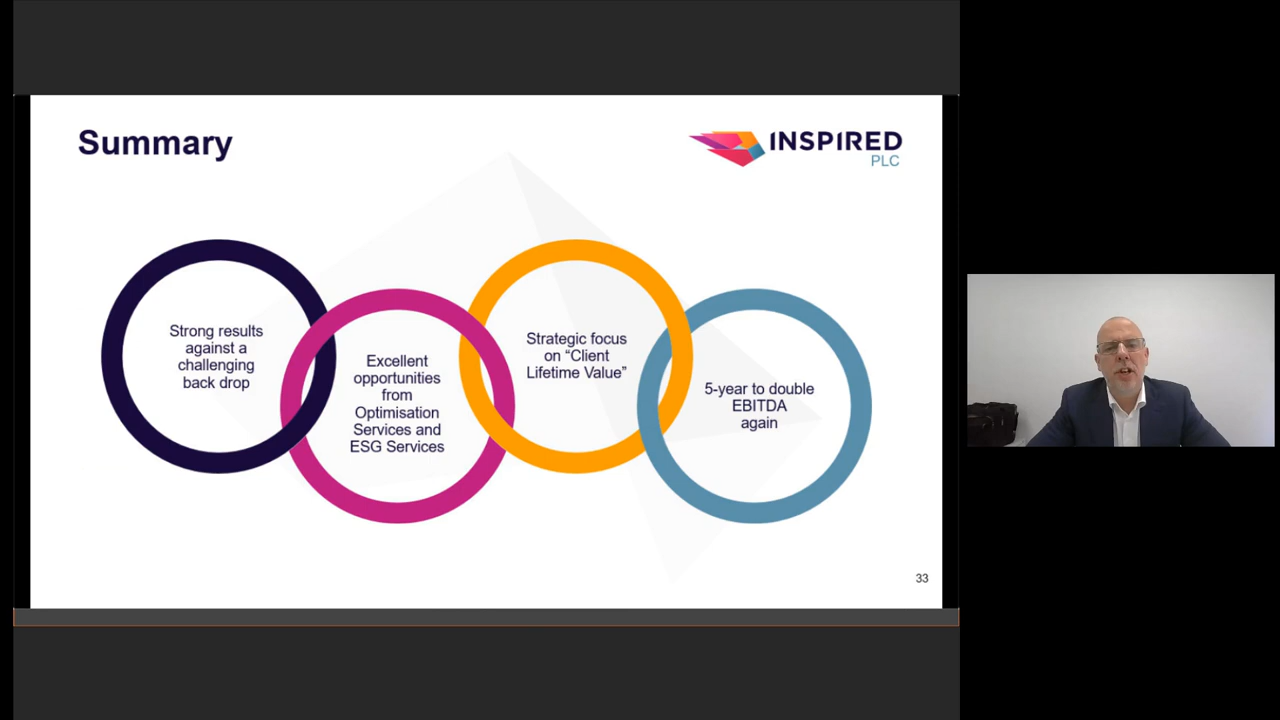 Summary
INSPIRED
PLC
Strong results
against a
challenging
back drop
Excellent
opportunities
from
Optimisation
Services and
ESG Services
Strategic focus
on “Client
Lifetime Value”
5-year to double
EBITDA
again
33